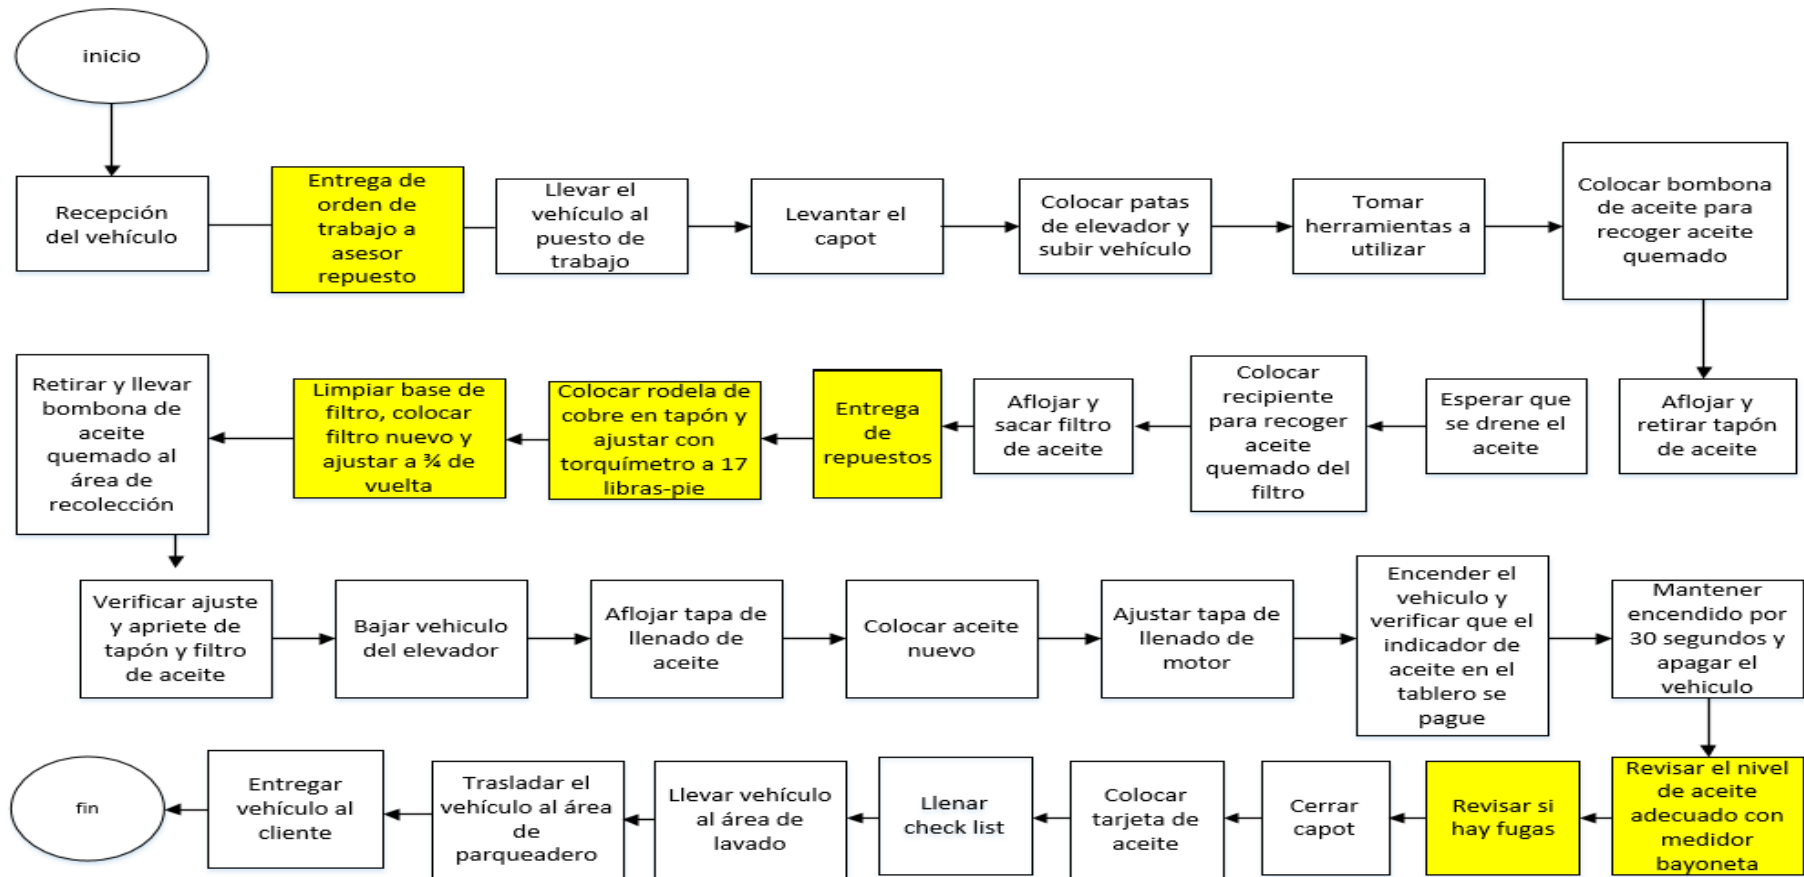 inicio
Recepción
del vehículo
Entrega de
orden de
trabajo a
asesor
repuesto
Llevar el
vehículo al
puesto de
trabajo
Levantar el
capot
Colocar patas
de elevador y
subir vehículo
Tomar
herramientas a
utilizar
Colocar bombona
de aceite para
recoger aceite
quemado
Aflojar y
retirar tapón
de aceite
Esperar que
se drene el
aceite
Colocar
recipiente
para recoger
aceite
quemado del
filtro
Aflojar y
sacar filtro
de aceite
Entrega
de
repuestos
Colocar rodela de
cobre en tapón y
ajustar con
torquímetro a 17
libras-pie
Limpiar base de
filtro, colocar
filtro nuevo y
ajustar a ¾ de
vuelta
Retirar y llevar
bombona de
aceite
quemado al
área de
recolección
Verificar ajuste
y apriete de
tapón y filtro
de aceite
Bajar vehiculo
del elevador
Aflojar tapa de
llenado de
aceite
Colocar aceite
nuevo
Ajustar tapa de
llenado de
motor
Encender el
vehiculo y
verificar que el
indicador de
aceite en el
tablero se
pague
Mantener
encendido por
30 segundos y
apagar el
vehiculo
Revisar el nivel
de aceite
adecuado con
medidor
bayoneta
Revisar si
hay fugas
Cerrar
capot
Colocar
tarjeta de
aceite
Llenar
check list
Llevar vehículo
al área de
lavado
Trasladar el
vehículo al área
de
parqueadero
Entregar
vehículo al
cliente
fin